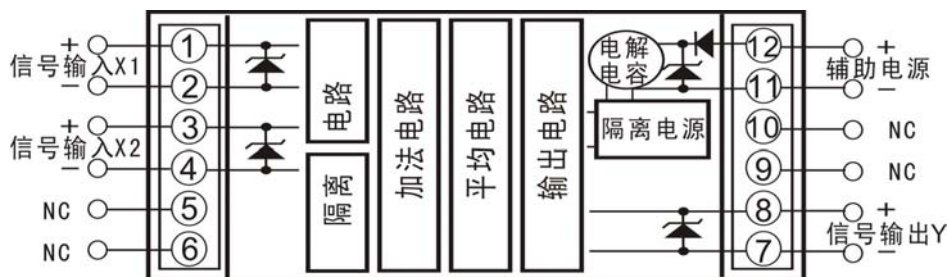 +
信号输入X1
−
+
信号输入X2
−
NC
NC
1
2
3
4
5
6
电路
隔离
加法电路
平均电路
输出电路
电解
电容
隔离电源
12
11
10
9
8
7
+
辅助电源
−
NC
NC
+
信号输出Y
−